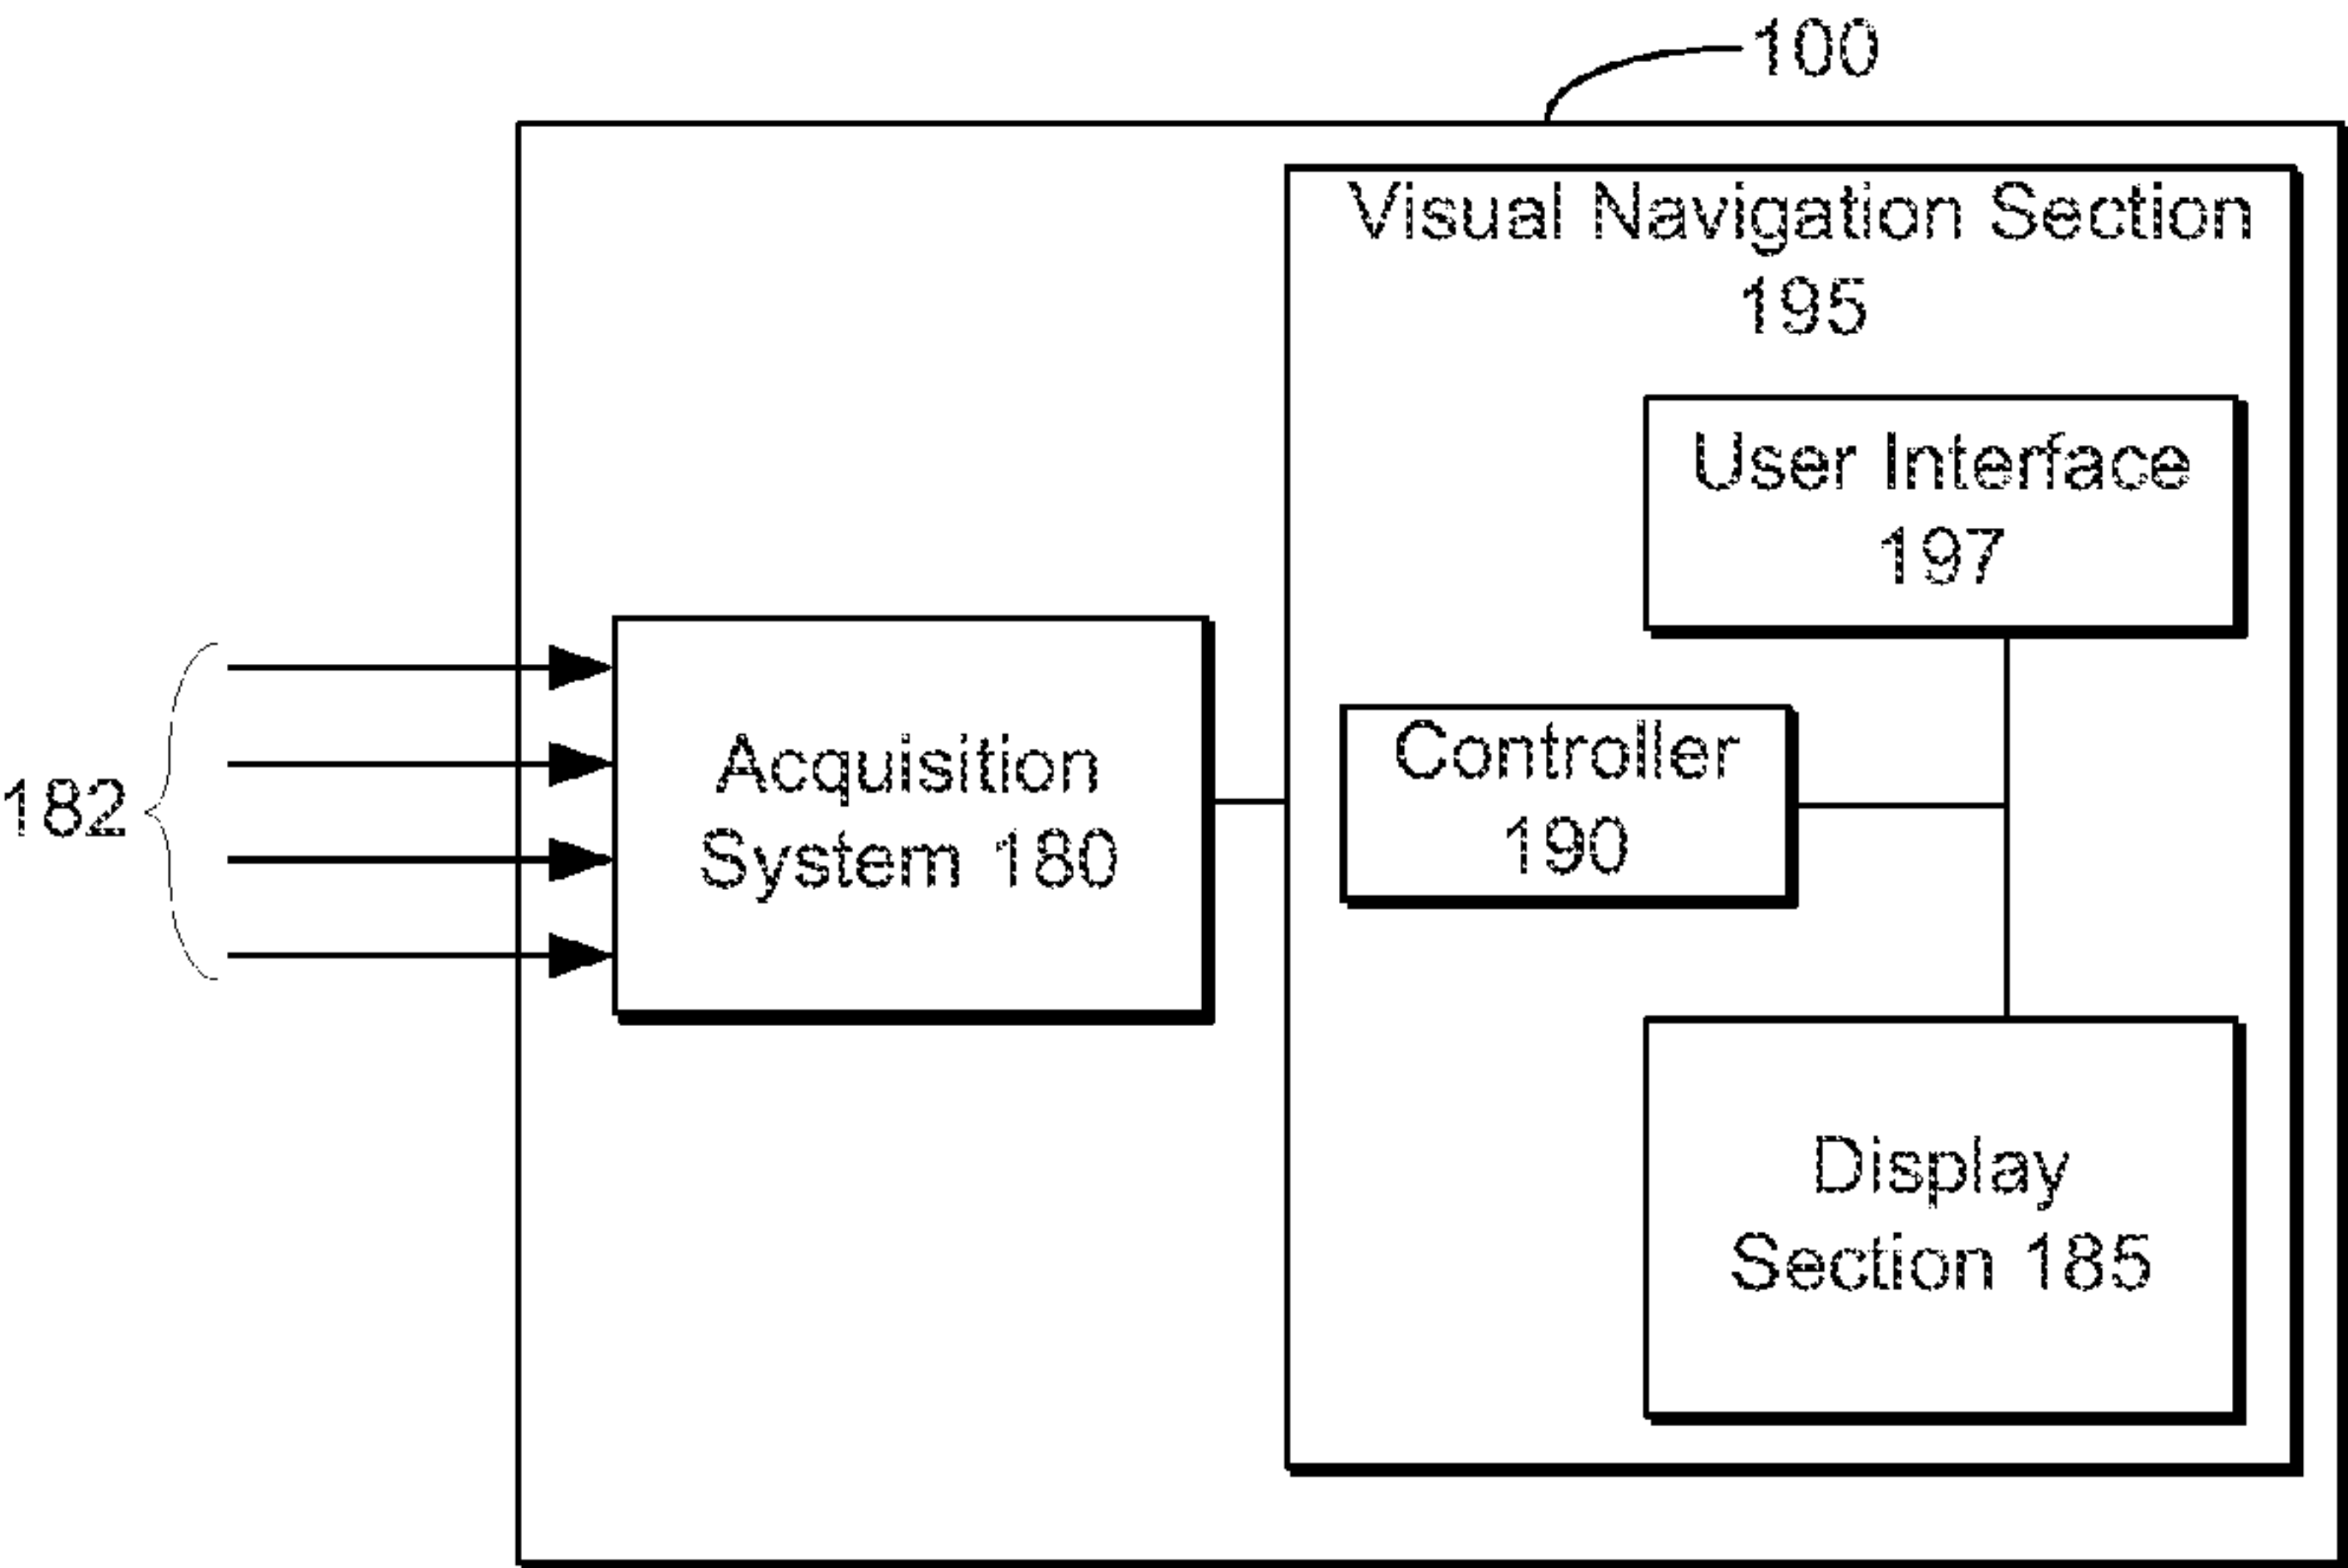 100
Visual Navigation Section
195
User Interface
197
182
Acquisition
System 180
Controller
190
Display
Section 185